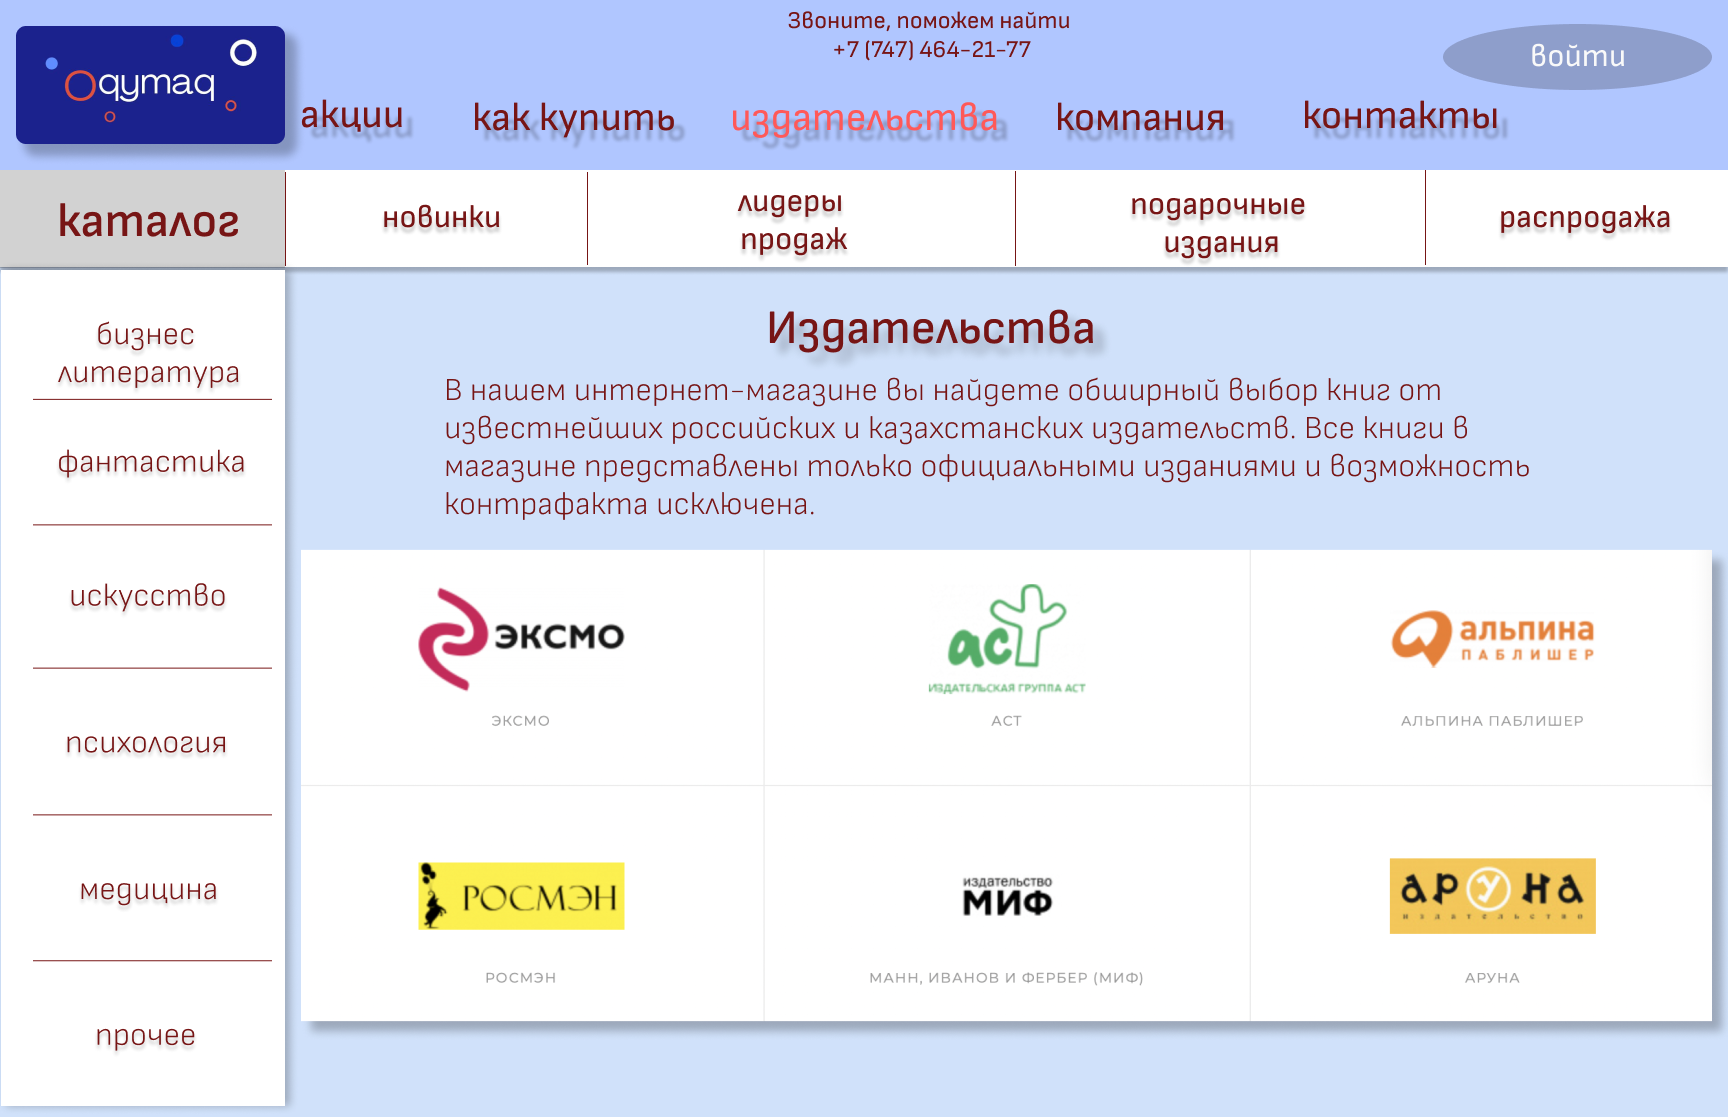 Звоните, поможем найти
+7 (747) 464-21-77
войти
Oqymaq
акции
как купить
издательства
компания
контакты
каталог
новинки
лидеры
продаж
подарочные
издания
распродажа
бизнес
литература
фантастика
искусство
психология
медицина
прочее
Издательства
В нашем интернет-магазине вы найдете обширный выбор книг от
известнейших российских и казахстанских издательств. Все книги в
магазине представлены только официальными изданиями и возможность
контрафакта исключена.
ЭКСМО
ЭКСМО
аст
ИЗДАТЕЛЬСКАЯ ГРУППА АСТ
АСТ
АЛЬПИНА
ПАБЛИШЕР
АЛЬПИНА ПАБЛИШЕР
РОСМЭН
РОСМЭН
издательство
МИФ
МАНН, ИВАНОВ И ФЕРБЕР (МИФ)
АРУНА
издательство
АРУНА